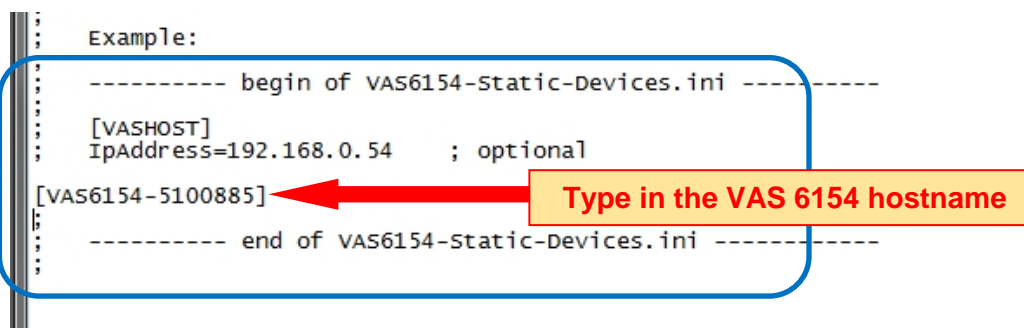 ;
; Example:
;
; ---------- begin of VAS6154-Static-Devices.ini ----------
;
; [VASHOST]
; IpAddress=192.168.0.54 ; optional
[VAS6154-5100885]
Type in the VAS 6154 hostname
;
; ---------- end of VAS6154-Static-Devices.ini ------------
;